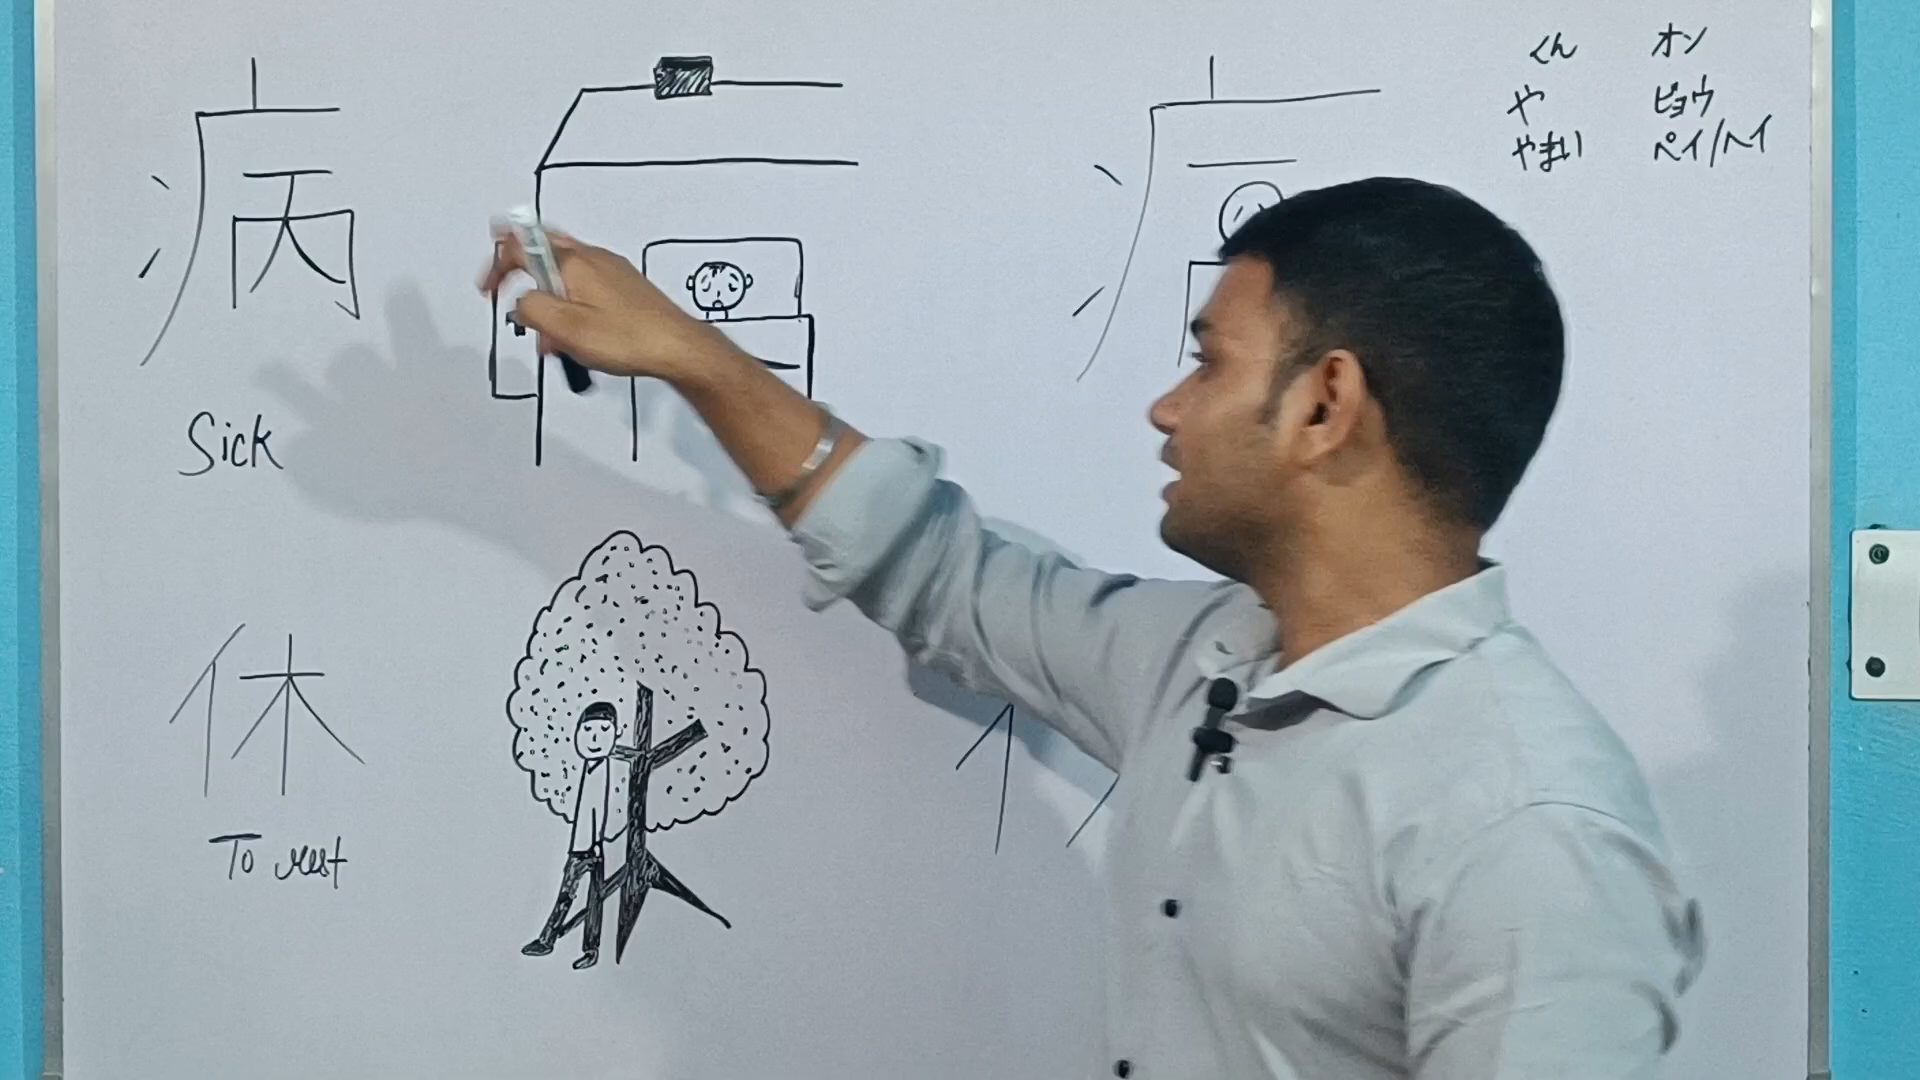 病
Sick
くん オン
や ビョウ
やまい ペイ/ヘイ
休
To rest